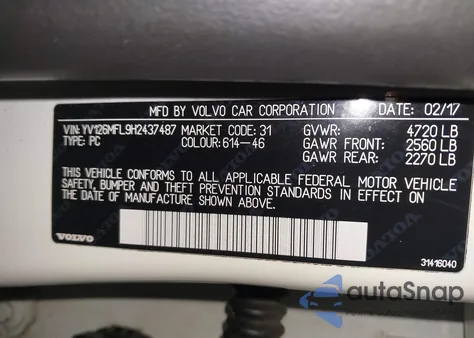 MFD BY VOLVO CAR CORPORATION DATE: 02/17
VIN: YV126MFL9H2437487 MARKET CODE: 31 GVWR: 4720 LB
TYPE: PC COLOUR: 614-46 GAWR FRONT: 2560 LB
GAWR REAR: 2270 LB
THIS VEHICLE CONFORMS TO ALL APPLICABLE FEDERAL MOTOR VEHICLE
SAFETY, BUMPER AND THEFT PREVENTION STANDARDS IN EFFECT ON
THE DATE OF MANUFACTURE SHOWN ABOVE.
VOLVO
31416040
autoSnap